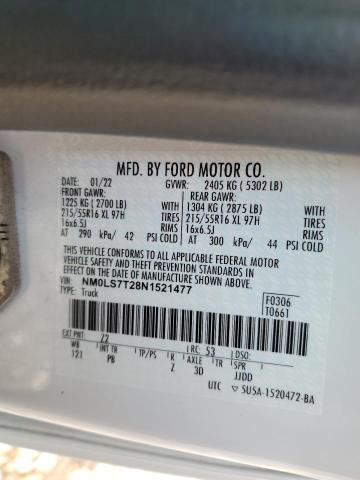 MFD. BY FORD MOTOR CO.
01/22 GVWR: 2405 KG ( 5302 LB)
FRONT GAWR: REAR GAWR:
1225 KG ( 2700 LB) WITH 1304 KG ( 2875 LB) WITH
215/55R16 XL 97H TIRES 215/55R16 XL 97H TIRES
16x6.5J RIMS 16x6.5J RIMS
AT 290 kPa/ 42 PSI COLD AT 300 kPa/ 44 PSI COLD
THIS VEHICLE CONFORMS TO ALL APPLICABLE FEDERAL MOTOR
VEHICLE SAFETY AND THEFT PREVENTION STANDARDS IN
EFFECT ON THE DATE OF MANUFACTURE SHOWN ABOVE.
VIN: NM0LS7T28N1521477
TYPE: Truck
F0306
T0661
EXT PNT: Z2 RC: 53 DSO:
WB INT TR TP/PS R AXLE TR SPR
121 PB Z 3D JJDD
UTC 5USA-1520472-BA